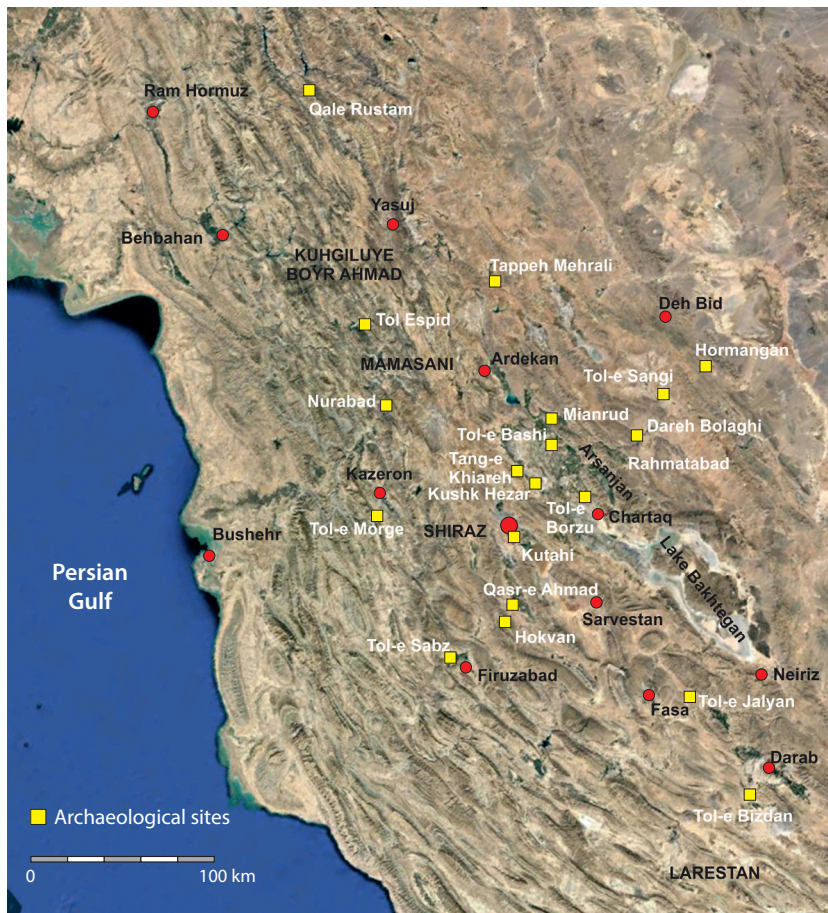 Ram Hormuz
Qale Rustam
Yasuj
Behbahan
KUHGILUYE
BOYR AHMAD
Tappeh Mehrali
Deh Bid
Tol Espid
Hormangan
MAMASANI
Ardekan
Tol-e Sangi
Nurabad
Mianrud
Dareh Bolaghi
Tol-e Bashi
Rahmatabad
Arsanjan
Tang-e
Khiareh
Kazeron
Kushk Hezar
Tol-e
Borzu
Chartaq
Tol-e Morge
SHIRAZ
Bushehr
Kutahi
Lake Bakhtegan
Persian
Gulf
Qasr-e Ahmad
Sarvestan
Hokvan
Tol-e Sabz
Firuzabad
Neiriz
Fasa
Tol-e Jalyan
Darab
Tol-e Bizdan
Archaeological sites
0 100 km
LARESTAN